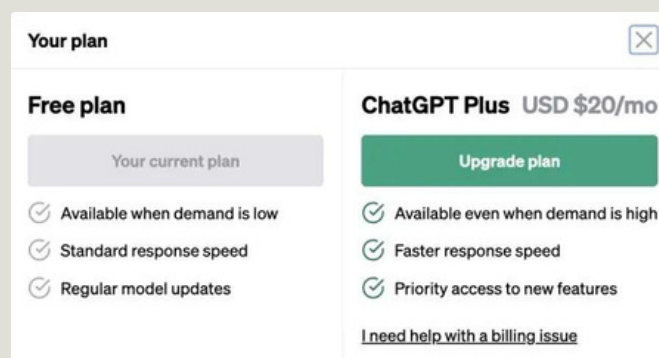 Your plan
Free plan
Your current plan
Available when demand is low
Standard response speed
Regular model updates
ChatGPT Plus USD $20/mo
Upgrade plan
Available even when demand is high
Faster response speed
Priority access to new features
I need help with a billing issue